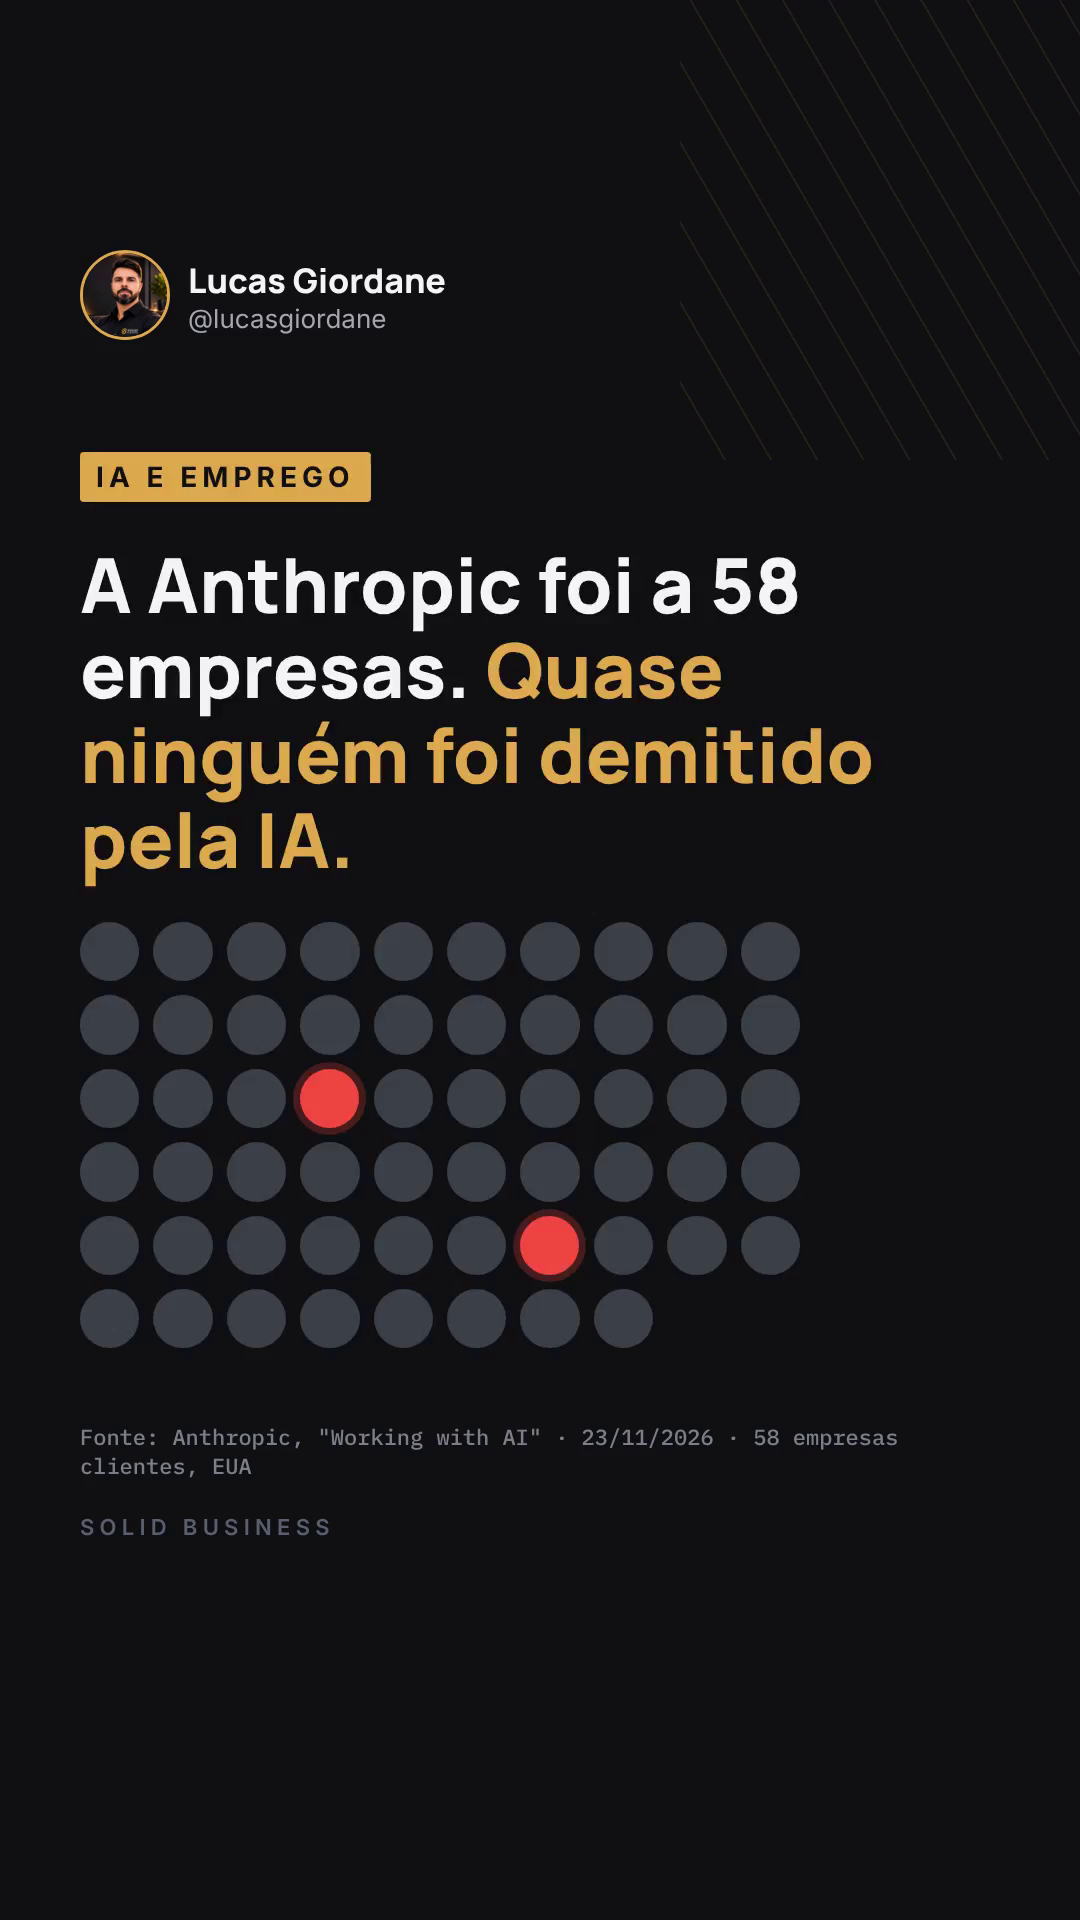 Lucas Giordane
@lucasgiordane
IA E EMPREGO
A Anthropic foi a 58
empresas. Quase
ninguém foi demitido
pela IA.
Fonte: Anthropic, "Working with AI" · 23/11/2026 · 58 empresas
clientes, EUA
SOLID BUSINESS